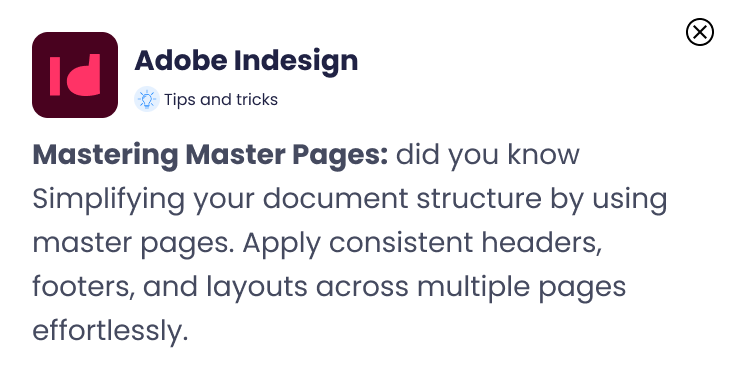 Id
Adobe Indesign
Tips and tricks
Mastering Master Pages: did you know
Simplifying your document structure by using
master pages. Apply consistent headers,
footers, and layouts across multiple pages
effortlessly.